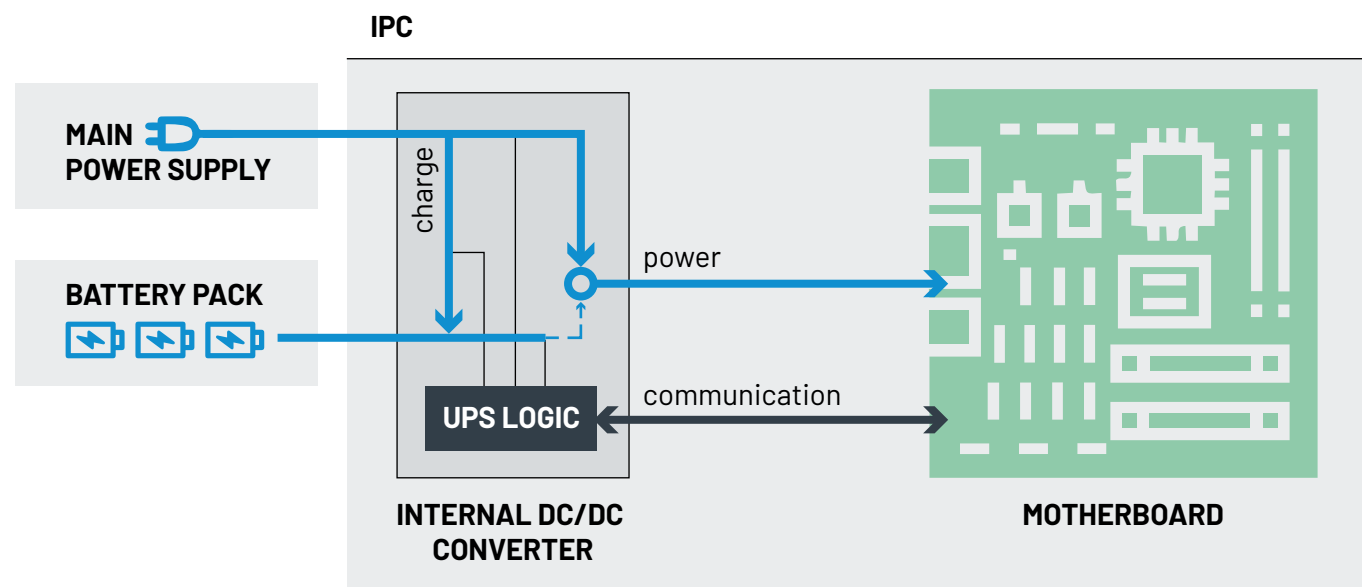 IPC
MAIN
POWER SUPPLY
charge
power
BATTERY PACK
communication
UPS LOGIC
INTERNAL DC/DC
CONVERTER
MOTHERBOARD